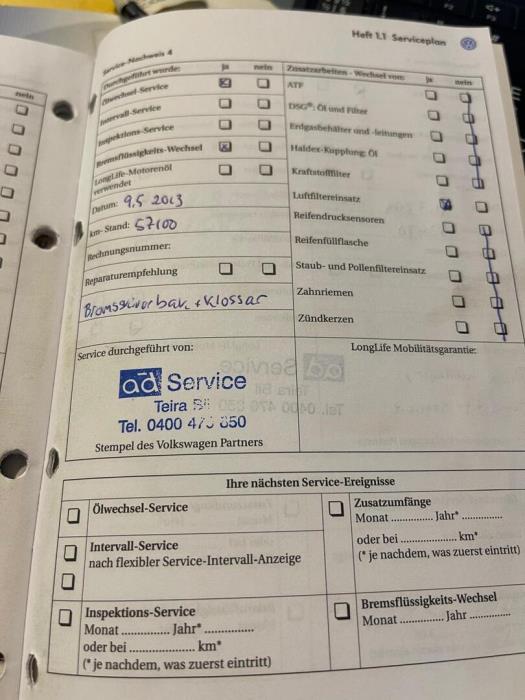 Heft 1.1 Serviceplan
Service-Nachweis 4
Durchgeführt wurde: ja nein
Ölwechsel-Service
Intervall-Service
Inspektions-Service
Bremsflüssigkeits-Wechsel
LongLife-Motorenöl
verwendet
Datum: 9.5 2013
km-Stand: 57100
Rechnungsnummer:
Reparaturempfehlung
Zusatzarbeiten - Wechsel von: ja nein
ATF
DSG®: Öl und Filter
Erdgasbehälter und -leitungen
Haldex-Kupplung Öl
Kraftstofffilter
Luftfiltereinsatz
Reifendrucksensoren
Reifenfüllflasche
Staub- und Pollenfiltereinsatz
Zahnriemen
Zündkerzen
Service durchgeführt von:
ad Service
Teira
Tel. 0400
Stempel des Volkswagen Partners
LongLife Mobilitätsgarantie:
Ihre nächsten Service-Ereignisse
Ölwechsel-Service
Intervall-Service
nach flexibler Service-Intervall-Anzeige
Inspektions-Service
Monat ............... Jahr* ...............
oder bei .................... km*
(* je nachdem, was zuerst eintritt)
Zusatzumfänge
Monat ............. Jahr* .............
oder bei ................. km*
(* je nachdem, was zuerst eintritt)
Bremsflüssigkeits-Wechsel
Monat ............. Jahr .............
nein